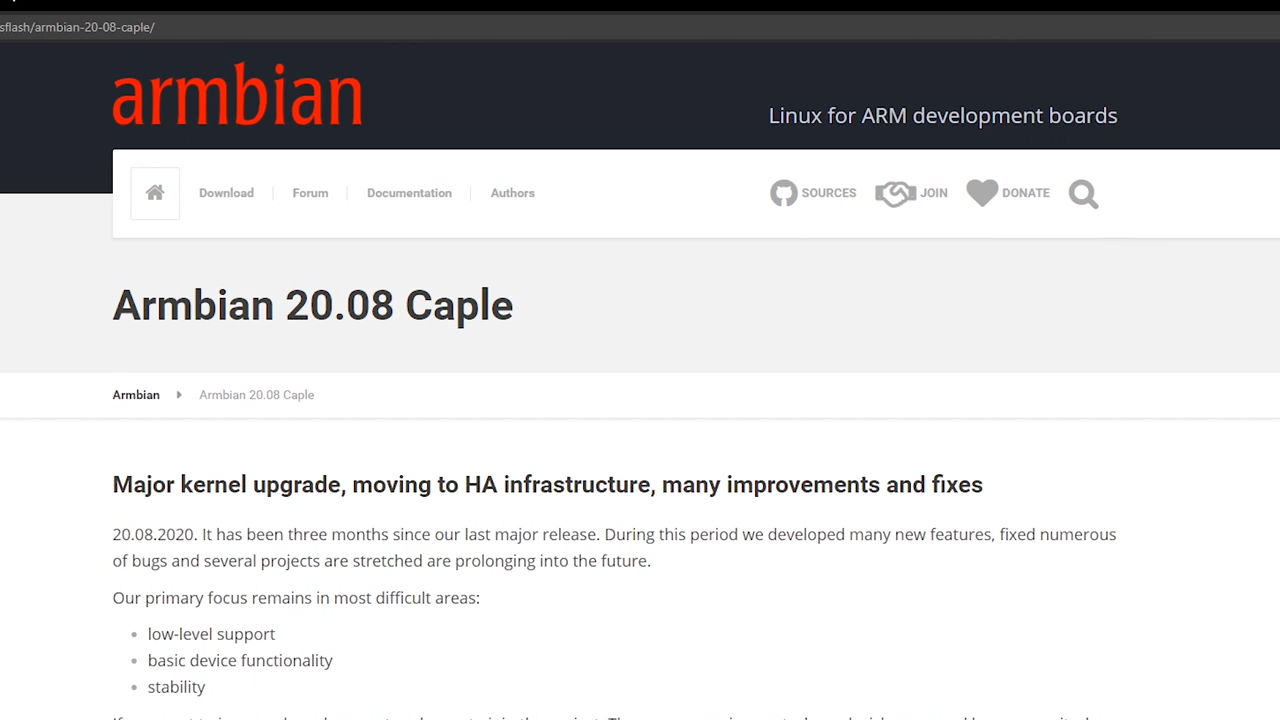 sflash/armbian-20-08-caple/
armbian
Linux for ARM development boards
Download
Forum
Documentation
Authors
SOURCES
JOIN
DONATE
Armbian 20.08 Caple
Armbian
Armbian 20.08 Caple
Major kernel upgrade, moving to HA infrastructure, many improvements and fixes
20.08.2020. It has been three months since our last major release. During this period we developed many new features, fixed numerous
of bugs and several projects are stretched are prolonging into the future.
Our primary focus remains in most difficult areas:
low-level support
basic device functionality
stability